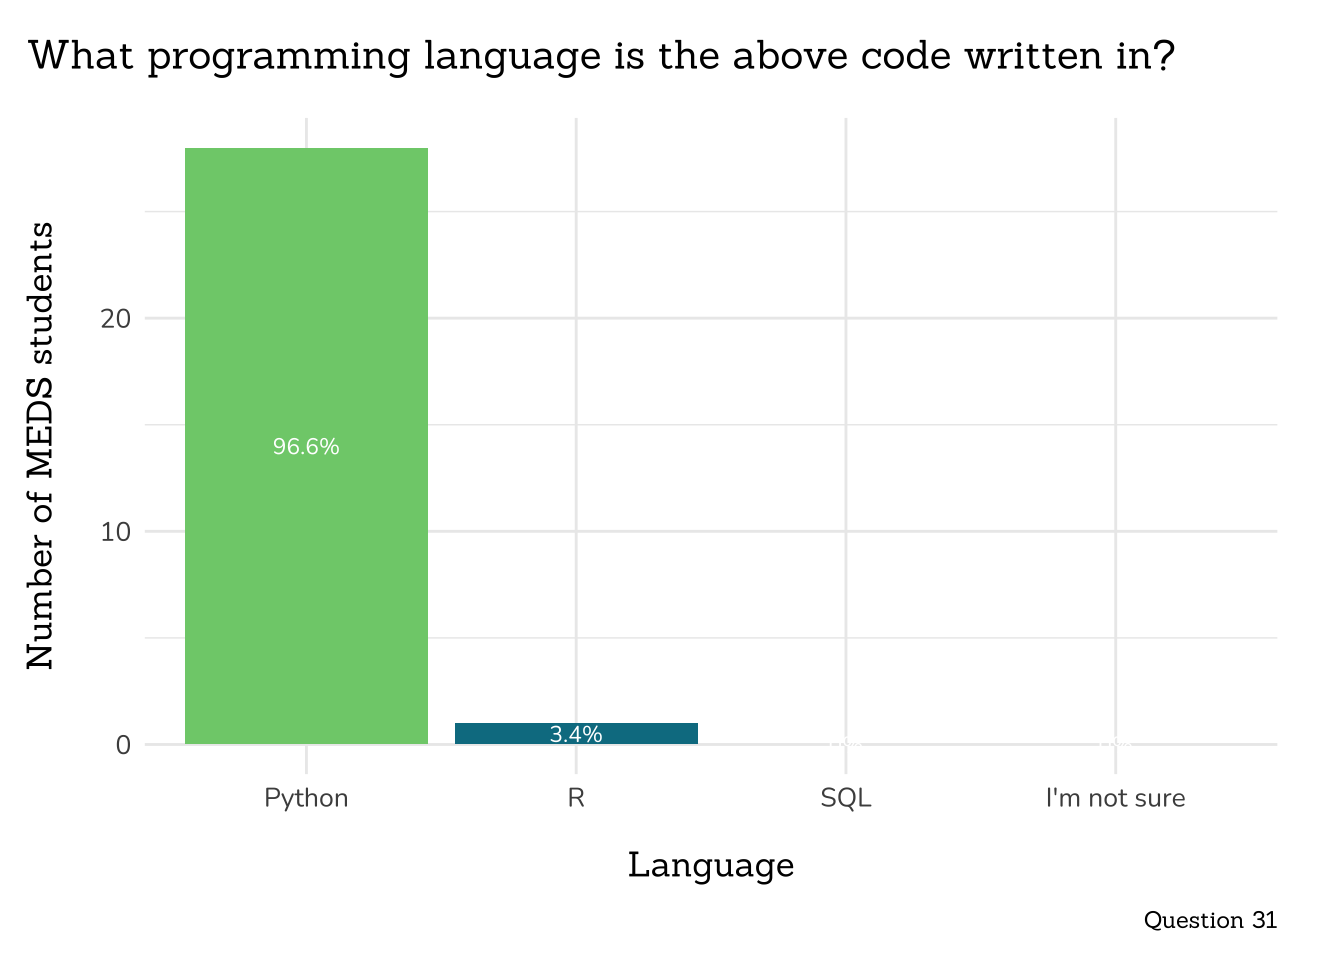 What programming language is the above code written in?
Number of MEDS students
20
10
0
96.6%
3.4%
Python
R
SQL
I'm not sure
Language
Question 31